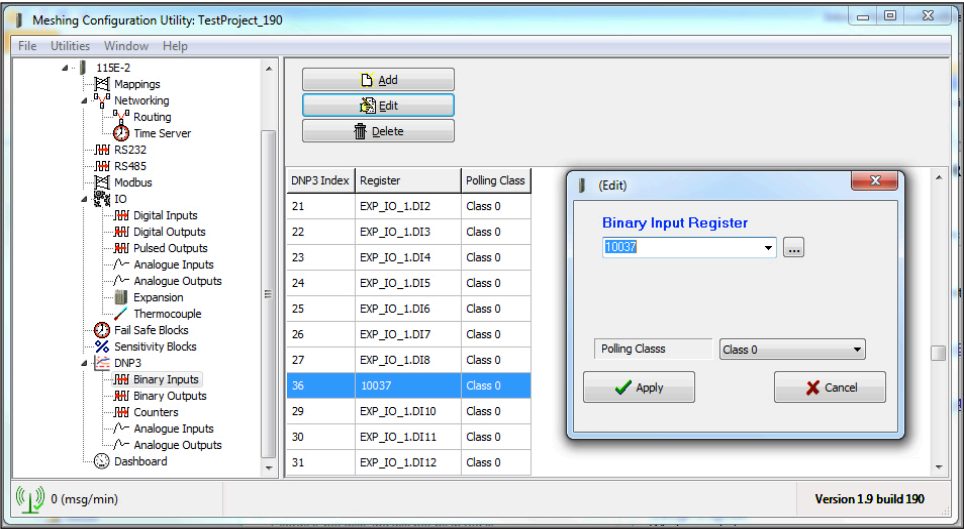 Meshing Configuration Utility: TestProject_190
File Utilities Window Help
115E-2
Mappings
Networking
Routing
Time Server
RS232
RS485
Modbus
IO
Digital Inputs
Digital Outputs
Pulsed Outputs
Analogue Inputs
Analogue Outputs
Expansion
Thermocouple
Fail Safe Blocks
Sensitivity Blocks
DNP3
Binary Inputs
Binary Outputs
Counters
Analogue Inputs
Analogue Outputs
Dashboard
Add
Edit
Delete
DNP3 Index Register Polling Class
21 EXP_IO_1.DI2 Class 0
22 EXP_IO_1.DI3 Class 0
23 EXP_IO_1.DI4 Class 0
24 EXP_IO_1.DI5 Class 0
25 EXP_IO_1.DI6 Class 0
26 EXP_IO_1.DI7 Class 0
27 EXP_IO_1.DI8 Class 0
36 10037 Class 0
29 EXP_IO_1.DI10 Class 0
30 EXP_IO_1.DI11 Class 0
31 EXP_IO_1.DI12 Class 0
(Edit)
Binary Input Register
10037 ...
Polling Classs Class 0
Apply Cancel
0 (msg/min) Version 1.9 build 190